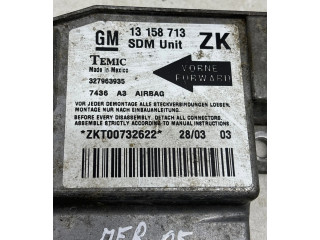 GM 13 158 713 ZK
SDM Unit
TEMIC
Made in Mexico
VORNE
FORWARD
327963935
7436 A3 AIRBAG
VOR JEDER DEMONTAGE ALLE STECKVERBINDUNGEN LOESEN.
MONTAGE NUR NACH VORSCHRIFT.
BEFORE EVERY DISASSEMBLY, DETACH ALL CONNECTORS.
ASSEMBLE STRICTLY ACCORDING TO MANUAL INSTRUCTIONS.
*ZKT00732622* 28/03 03